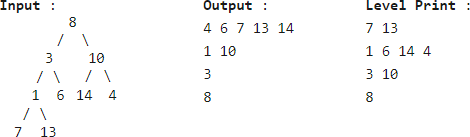 Input :
8
/ \
3 10
/ \ / \
1 6 14 4
/ \
7 13
Output :
4 6 7 13 14
1 10
3
8
Level Print :
7 13
1 6 14 4
3 10
8